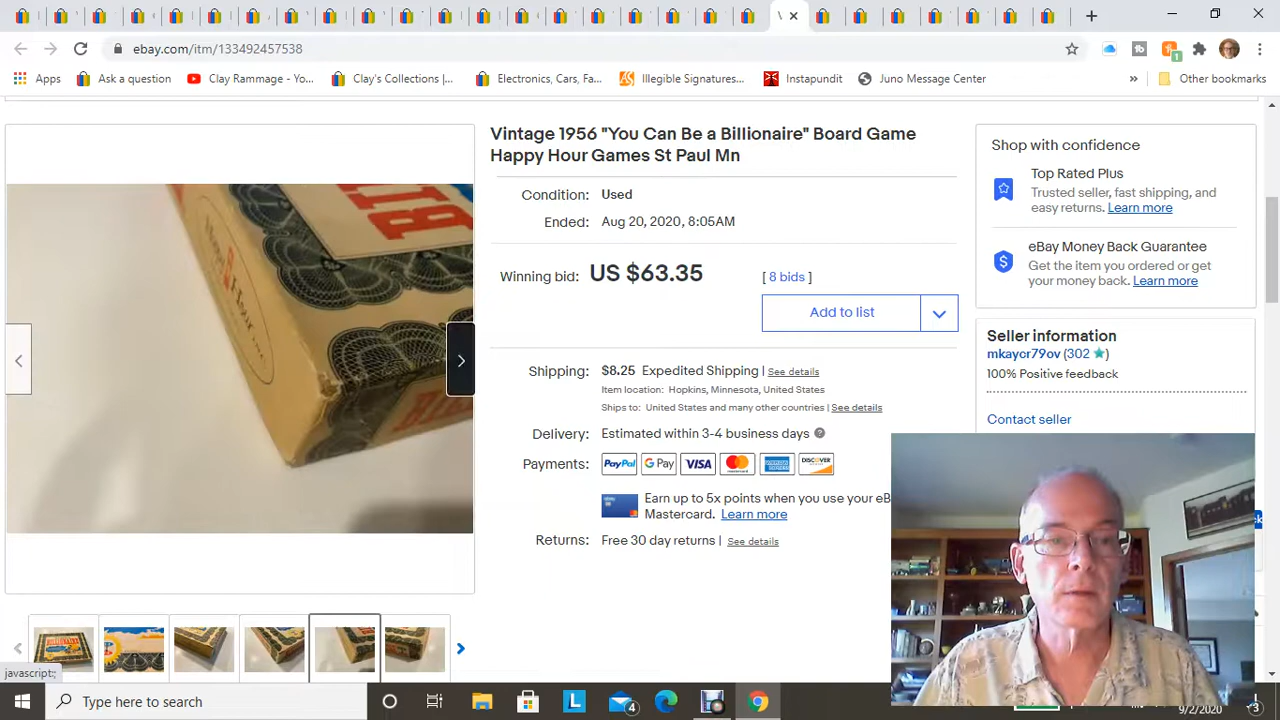 ebay.com/itm/133492457538
1
Apps
Ask a question
Clay Rammage - Yo...
Clay's Collections |...
Electronics, Cars, Fa...
Illegible Signatures...
Instapundit
Juno Message Center
»
Other bookmarks
Vintage 1956 "You Can Be a Billionaire" Board Game
Happy Hour Games St Paul Mn
Condition: Used
Ended: Aug 20, 2020, 8:05AM
Winning bid: US $63.35 [ 8 bids ]
Add to list
Shipping: $8.25 Expedited Shipping | See details
Item location: Hopkins, Minnesota, United States
Ships to: United States and many other countries | See details
Delivery: Estimated within 3-4 business days
Payments: PayPal G Pay VISA DISCOVER
Earn up to 5x points when you use your eB
Mastercard. Learn more
Returns: Free 30 day returns | See details
Shop with confidence
Top Rated Plus
Trusted seller, fast shipping, and
easy returns. Learn more
eBay Money Back Guarantee
Get the item you ordered or get
your money back. Learn more
Seller information
mkaycr79ov (302)
100% Positive feedback
Contact seller
javascript:;
Type here to search
4
9/2/2020
3